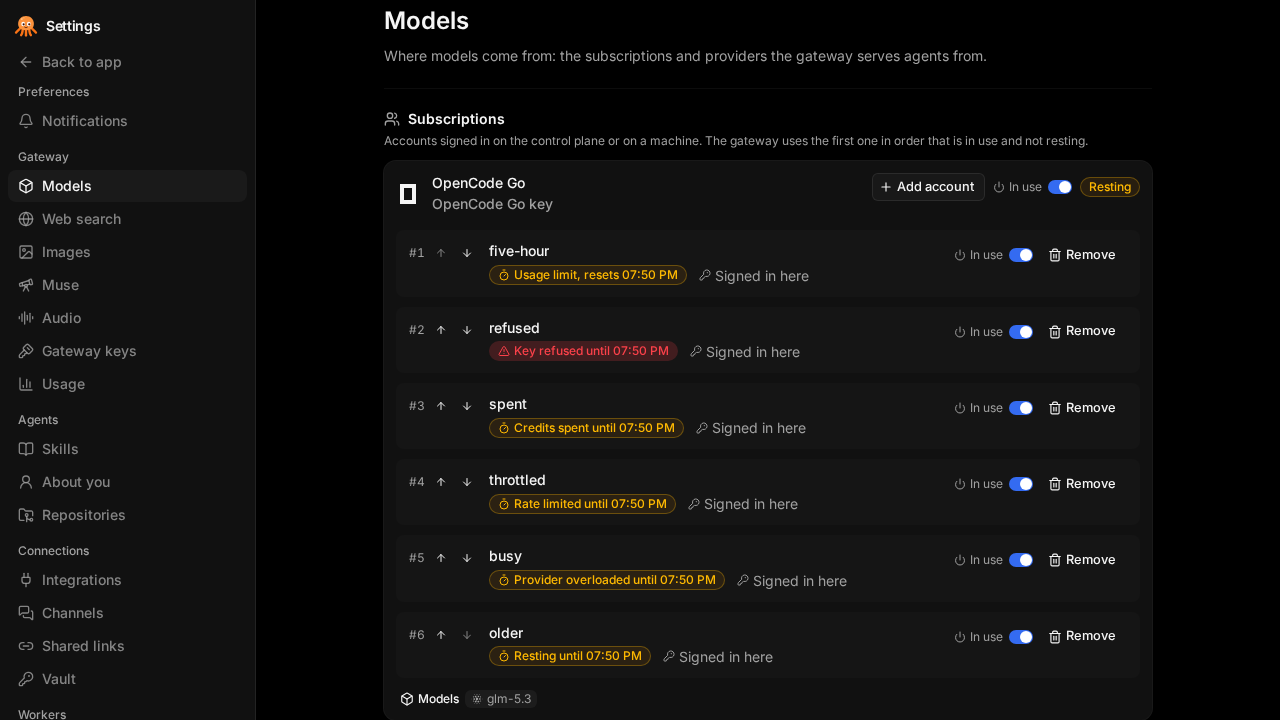 Settings
Back to app
Preferences
Notifications
Gateway
Models
Web search
Images
Muse
Audio
Gateway keys
Usage
Agents
Skills
About you
Repositories
Connections
Integrations
Channels
Shared links
Vault
Workers
Models
Where models come from: the subscriptions and providers the gateway serves agents from.
Subscriptions
Accounts signed in on the control plane or on a machine. The gateway uses the first one in order that is in use and not resting.
OpenCode Go
OpenCode Go key
Add account
In use
Resting
#1 five-hour
Usage limit, resets 07:50 PM Signed in here
In use Remove
#2 refused
Key refused until 07:50 PM Signed in here
In use Remove
#3 spent
Credits spent until 07:50 PM Signed in here
In use Remove
#4 throttled
Rate limited until 07:50 PM Signed in here
In use Remove
#5 busy
Provider overloaded until 07:50 PM Signed in here
In use Remove
#6 older
Resting until 07:50 PM Signed in here
In use Remove
Models glm-5.3